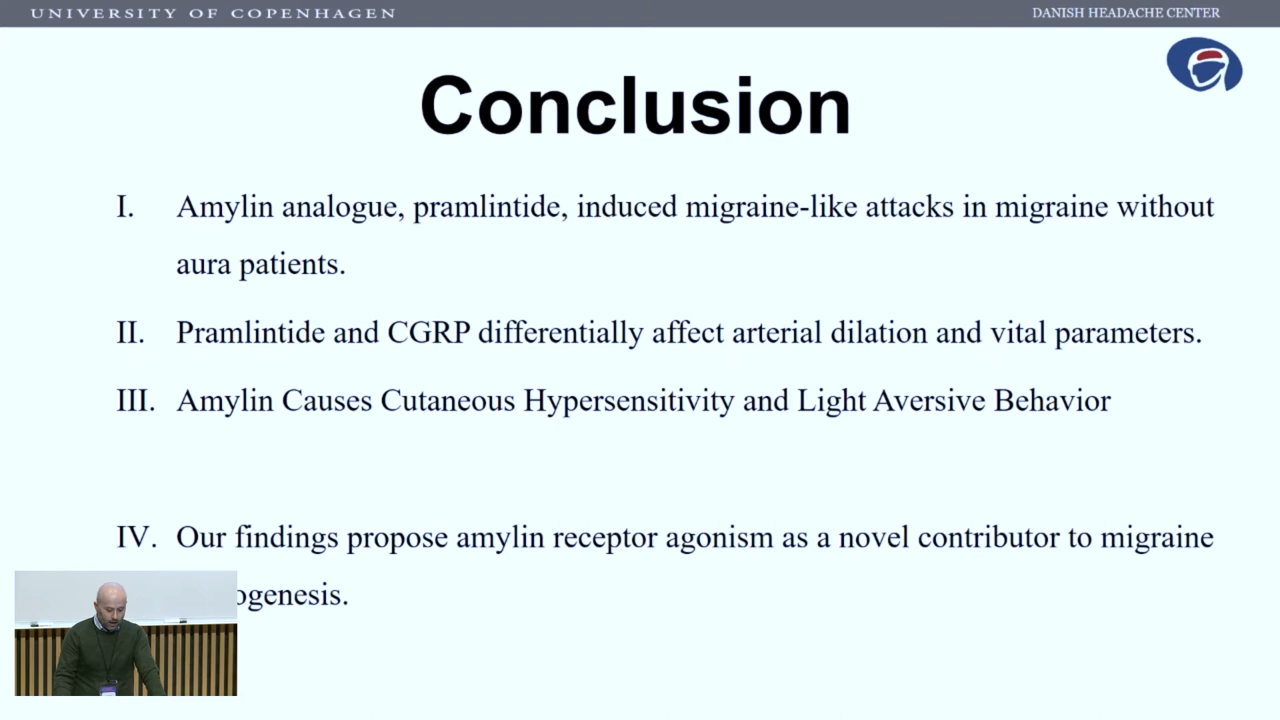 UNIVERSITY OF COPENHAGEN
DANISH HEADACHE CENTER
Conclusion
I. Amylin analogue, pramlintide, induced migraine-like attacks in migraine without
aura patients.
II. Pramlintide and CGRP differentially affect arterial dilation and vital parameters.
III. Amylin Causes Cutaneous Hypersensitivity and Light Aversive Behavior
IV. Our findings propose amylin receptor agonism as a novel contributor to migraine
ogenesis.